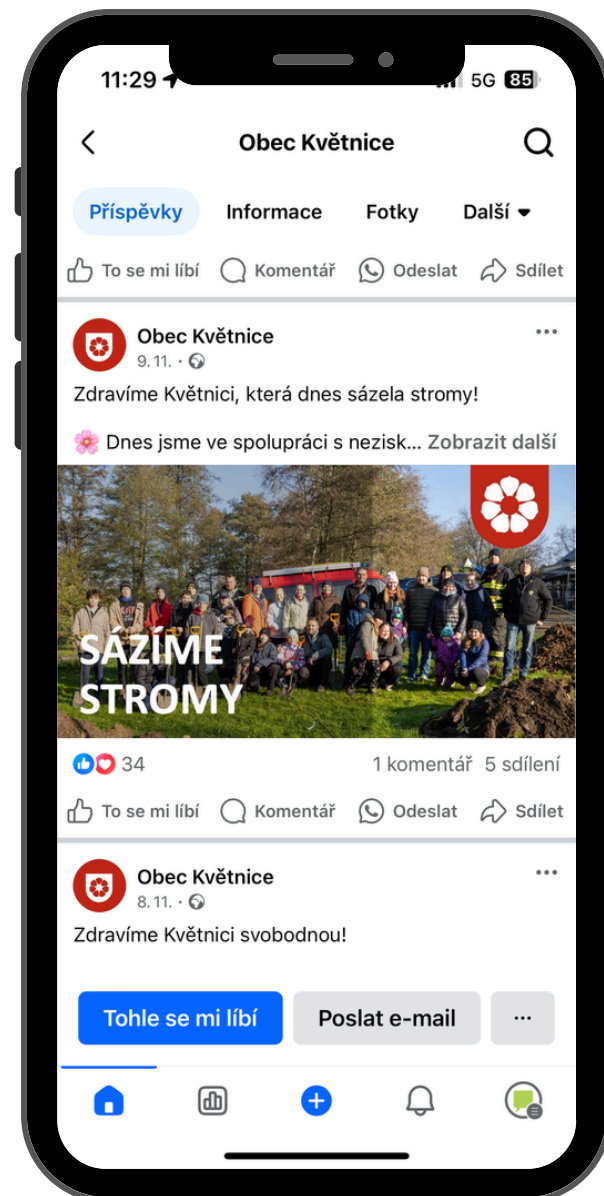 11:29
5G 85
Obec Květnice
Příspěvky Informace Fotky Další
To se mi líbí Komentář Odeslat Sdílet
Obec Květnice
9. 11.
Zdravíme Květnici, která dnes sázela stromy!
🌸 Dnes jsme ve spolupráci s nezisk... Zobrazit další
SÁZÍME
STROMY
34 1 komentář 5 sdílení
To se mi líbí Komentář Odeslat Sdílet
Obec Květnice
8. 11.
Zdravíme Květnici svobodnou!
Tohle se mi líbí Poslat e-mail ...